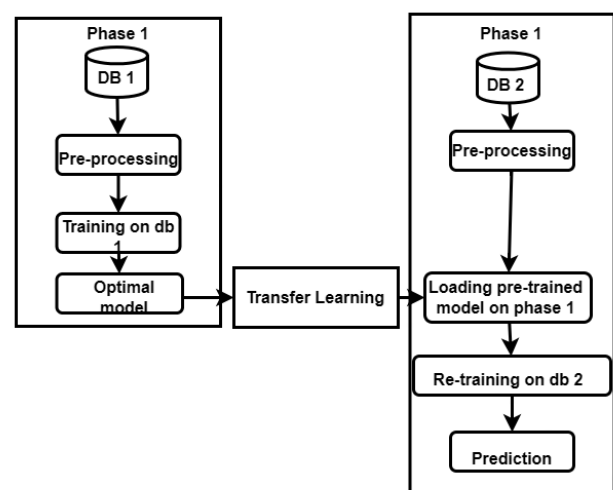 Phase 1
DB 1
Pre-processing
Training on db
1
Optimal
model
Transfer Learning
Phase 1
DB 2
Pre-processing
Loading pre-trained
model on phase 1
Re-training on db 2
Prediction